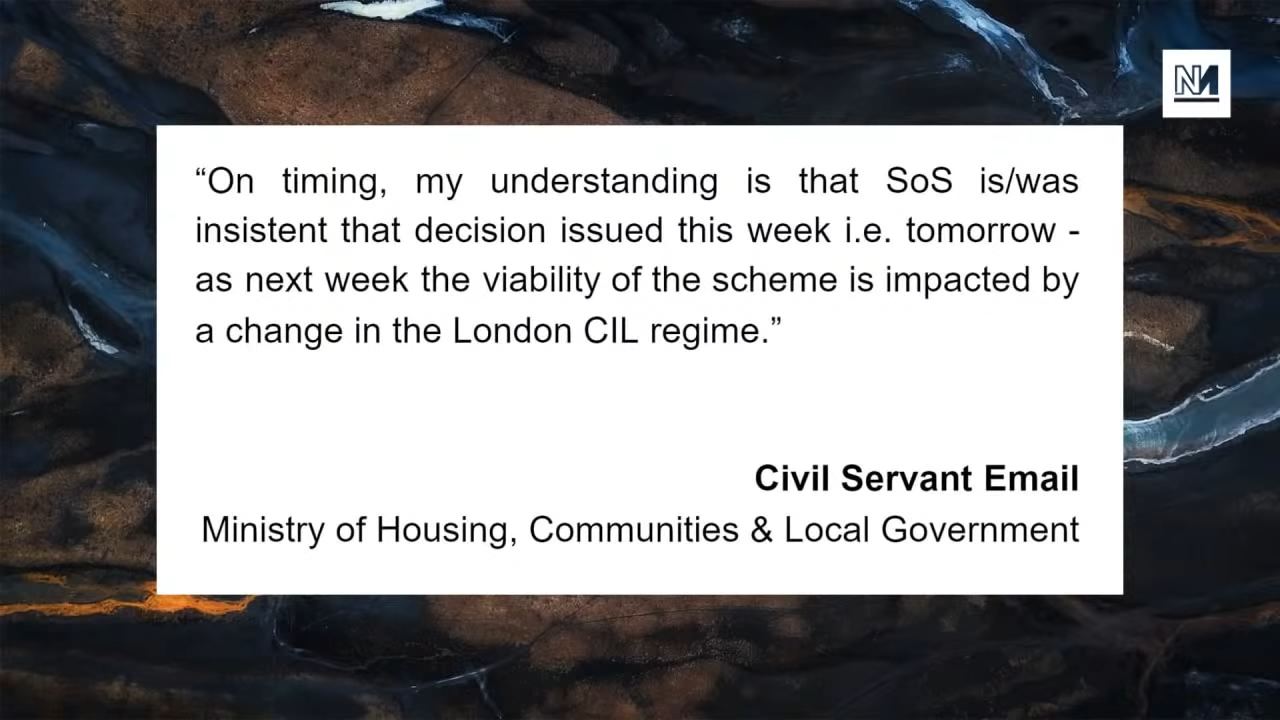 NM
“On timing, my understanding is that SoS is/was
insistent that decision issued this week i.e. tomorrow -
as next week the viability of the scheme is impacted by
a change in the London CIL regime.”
Civil Servant Email
Ministry of Housing, Communities & Local Government